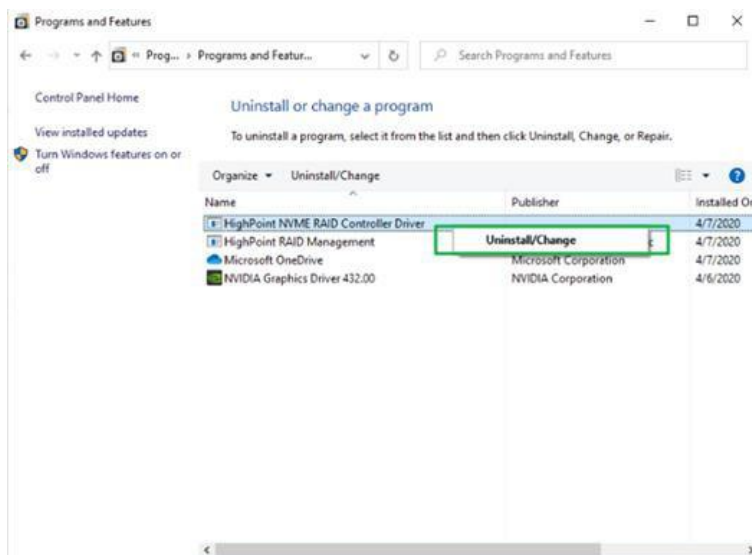 Programs and Features
« Prog... › Programs and Featur...
Search Programs and Features
Control Panel Home
View installed updates
Turn Windows features on or
off
Uninstall or change a program
To uninstall a program, select it from the list and then click Uninstall, Change, or Repair.
Organize Uninstall/Change
Name Publisher Installed O
HighPoint NVME RAID Controller Driver 4/7/2020
HighPoint RAID Management 4/7/2020
Uninstall/Change
Microsoft OneDrive Microsoft Corporation 4/7/2020
NVIDIA Graphics Driver 432.00 NVIDIA Corporation 4/6/2020